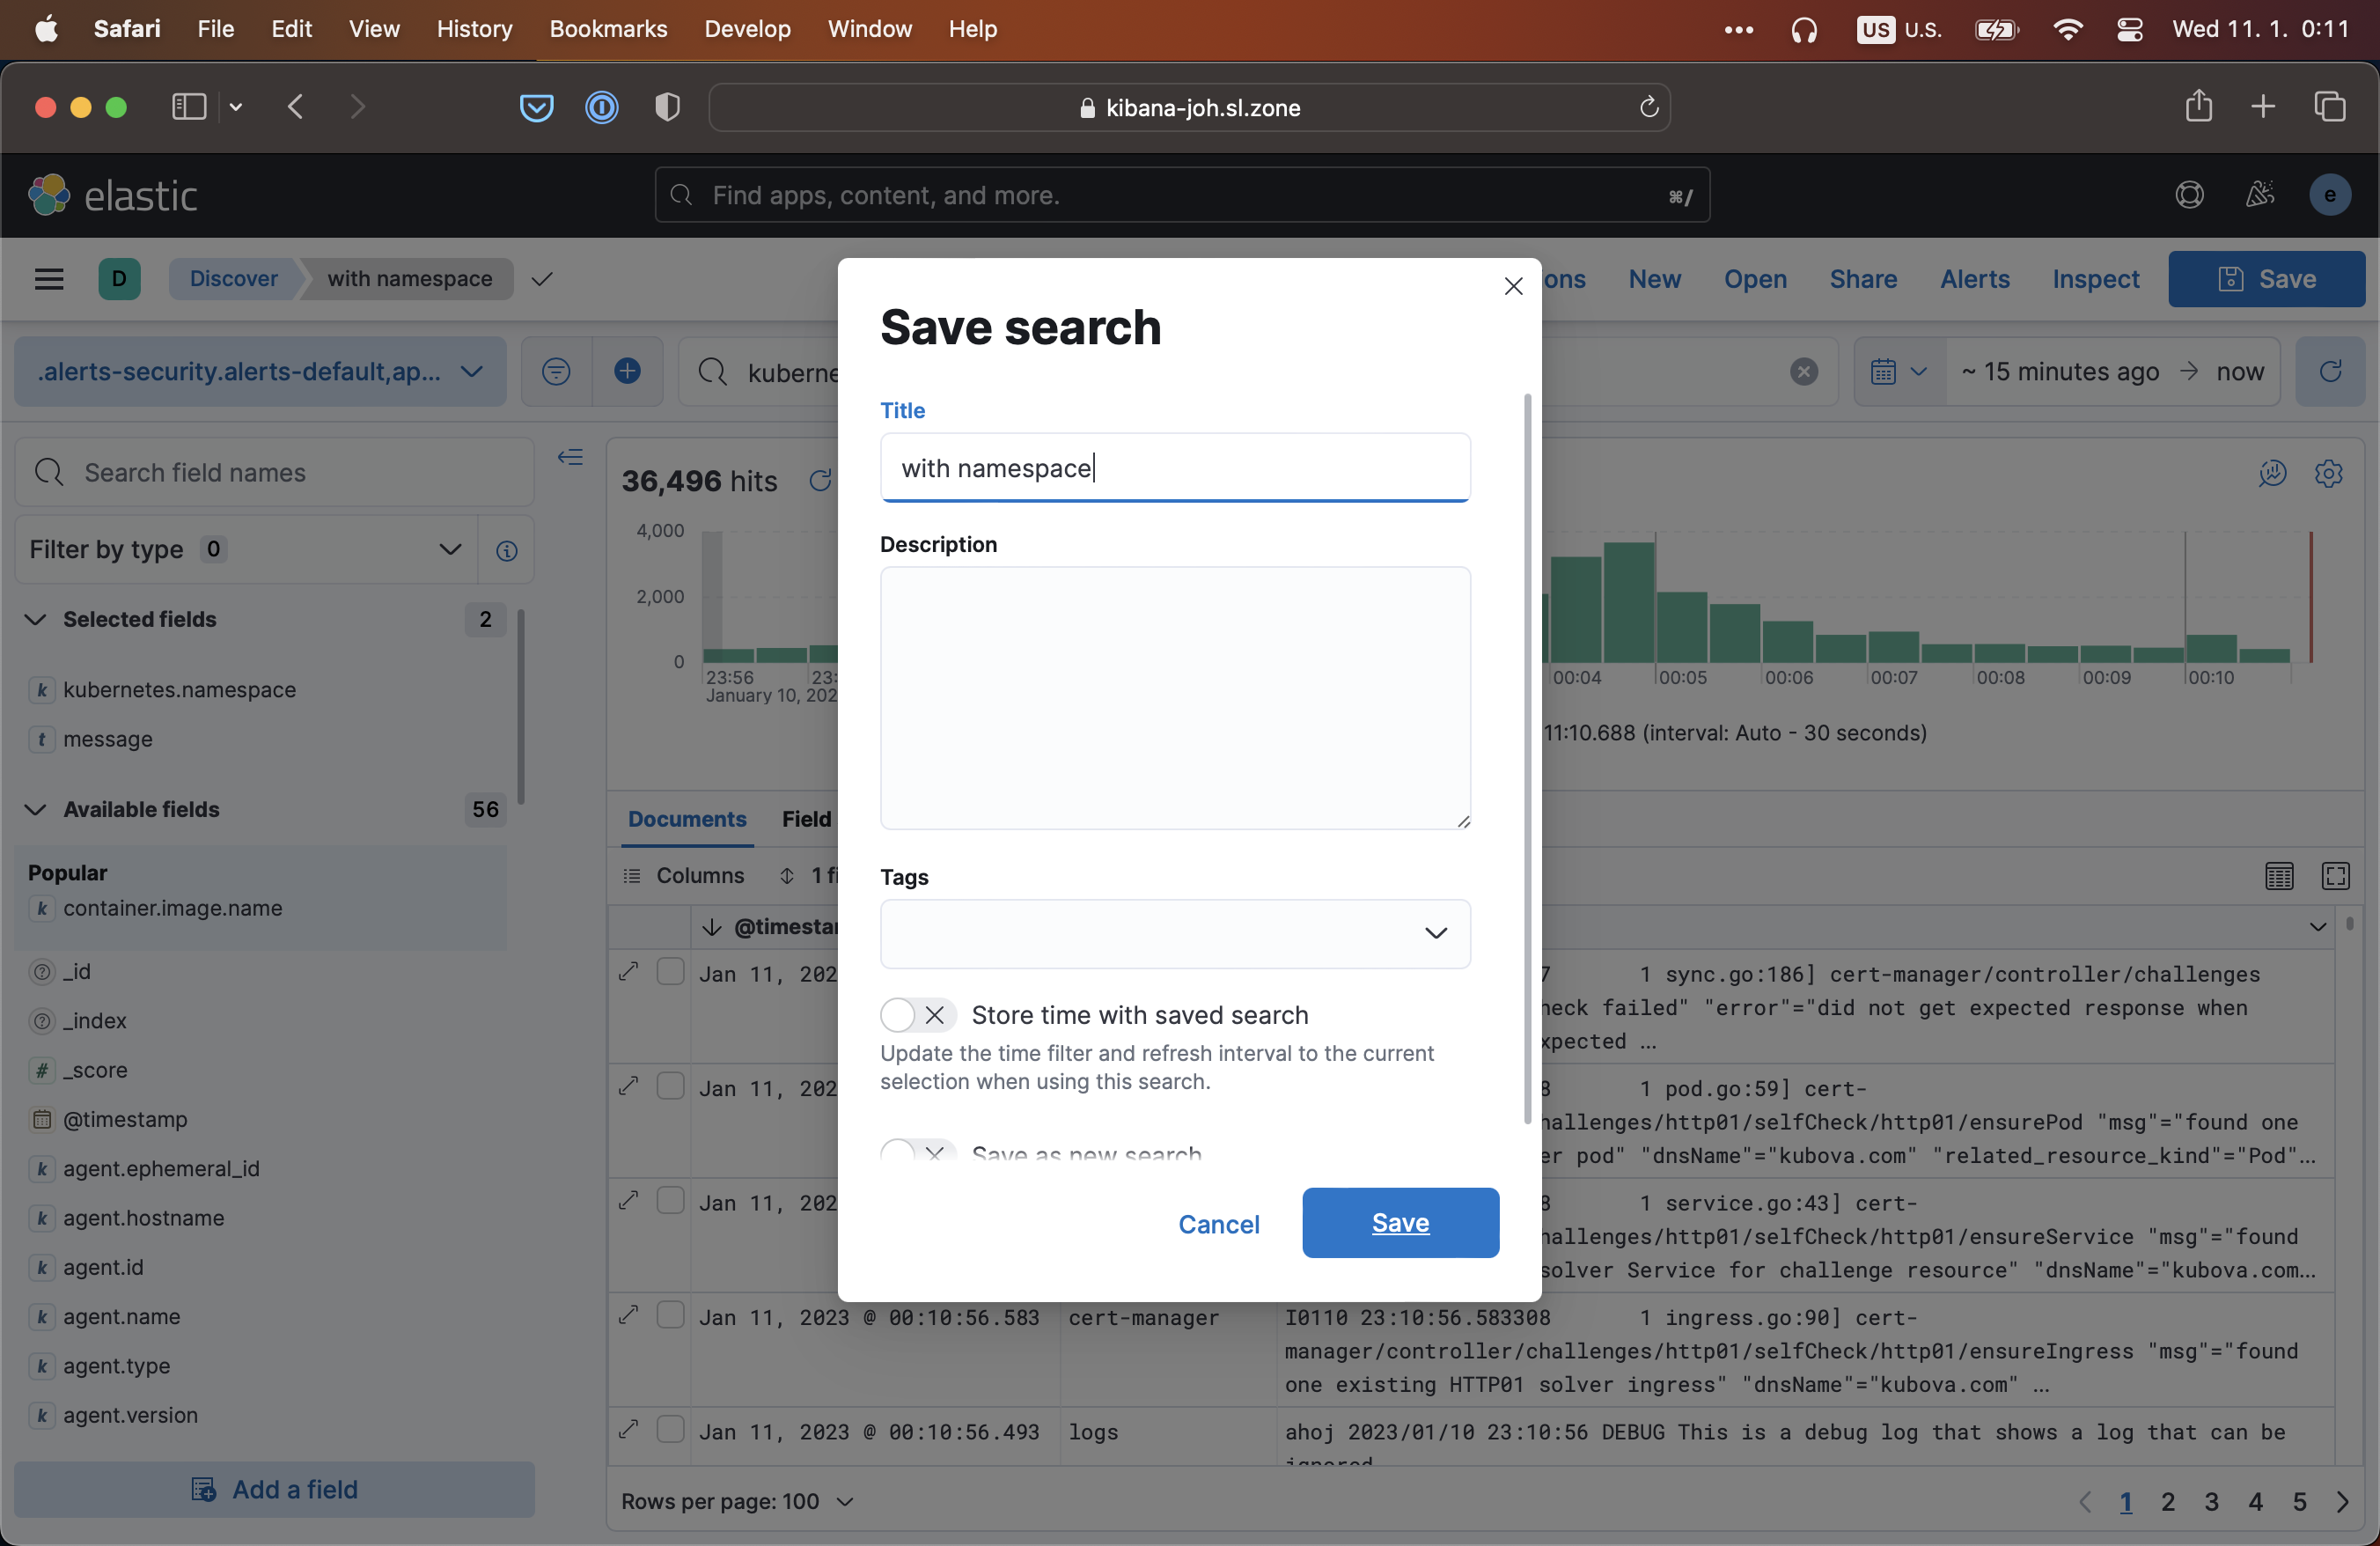 Safari File Edit View History Bookmarks Develop Window Help US U.S. Wed 11. 1. 0:11
kibana-joh.sl.zone
elastic
Find apps, content, and more. ⌘/
e
D Discover with namespace
ons New Open Share Alerts Inspect Save
.alerts-security.alerts-default,ap...
kuberne
~ 15 minutes ago → now
Search field names
Filter by type 0
Selected fields 2
k kubernetes.namespace
t message
Available fields 56
Popular
k container.image.name
_id
_index
# _score
@timestamp
k agent.ephemeral_id
k agent.hostname
k agent.id
k agent.name
k agent.type
k agent.version
Add a field
36,496 hits
4,000
2,000
0
23:56 23:
January 10, 202
00:04 00:05 00:06 00:07 00:08 00:09 00:10
11:10.688 (interval: Auto - 30 seconds)
Documents Field
Columns 1 fi
@timestar
Jan 11, 202
7 1 sync.go:186] cert-manager/controller/challenges
heck failed" "error"="did not get expected response when
xpected ...
Jan 11, 202
8 1 pod.go:59] cert-
hallenges/http01/selfCheck/http01/ensurePod "msg"="found one
er pod" "dnsName"="kubova.com" "related_resource_kind"="Pod"...
Jan 11, 202
8 1 service.go:43] cert-
hallenges/http01/selfCheck/http01/ensureService "msg"="found
solver Service for challenge resource" "dnsName"="kubova.com...
Jan 11, 2023 @ 00:10:56.583 cert-manager I0110 23:10:56.583308 1 ingress.go:90] cert-
manager/controller/challenges/http01/selfCheck/http01/ensureIngress "msg"="found
one existing HTTP01 solver ingress" "dnsName"="kubova.com" ...
Jan 11, 2023 @ 00:10:56.493 logs ahoj 2023/01/10 23:10:56 DEBUG This is a debug log that shows a log that can be
ignored
Rows per page: 100
1 2 3 4 5
Save search
Title
with namespace
Description
Tags
Store time with saved search
Update the time filter and refresh interval to the current
selection when using this search.
Save as new search
Cancel Save